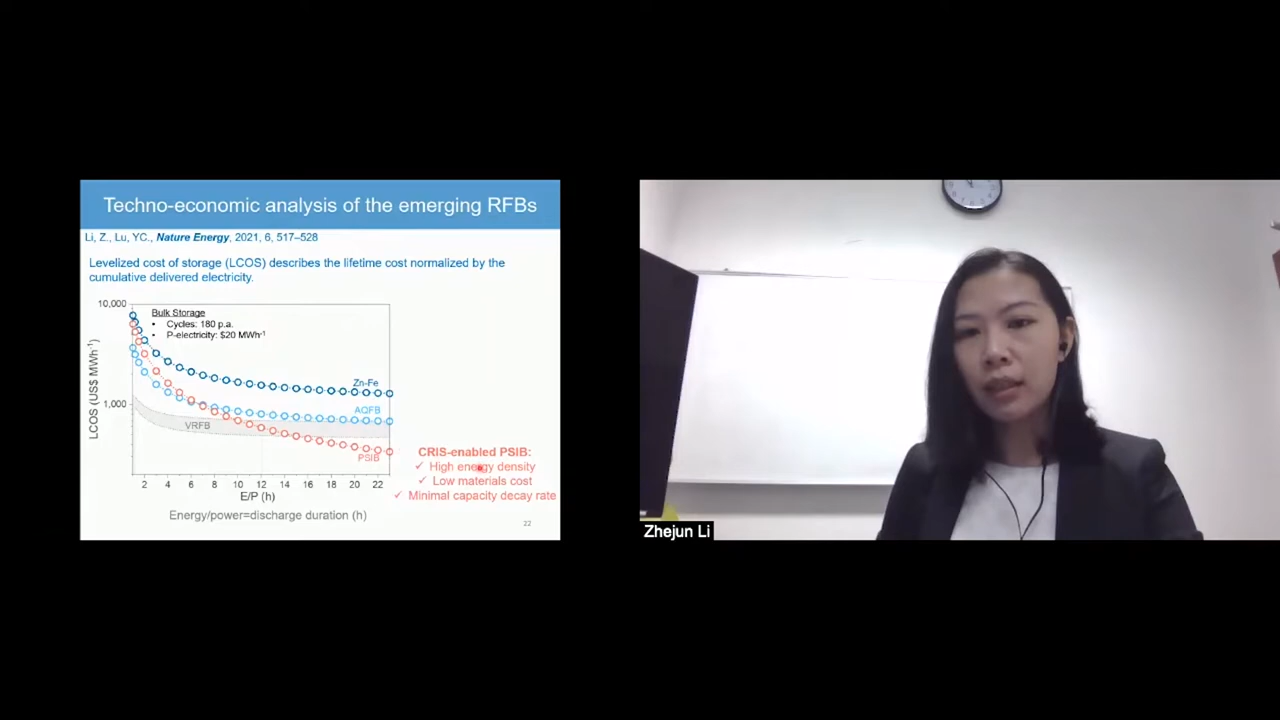 Techno-economic analysis of the emerging RFBs
Li, Z., Lu, YC., Nature Energy, 2021, 6, 517–528
Levelized cost of storage (LCOS) describes the lifetime cost normalized by the
cumulative delivered electricity.
10,000
1,000
LCOS (US$ MWh⁻¹)
Bulk Storage
• Cycles: 180 p.a.
• P-electricity: $20 MWh⁻¹
Zn-Fe
AQFB
VRFB
PSIB
2 4 6 8 10 12 14 16 18 20 22
E/P (h)
Energy/power=discharge duration (h)
CRIS-enabled PSIB:
✓ High energy density
✓ Low materials cost
✓ Minimal capacity decay rate
22
Zhejun Li